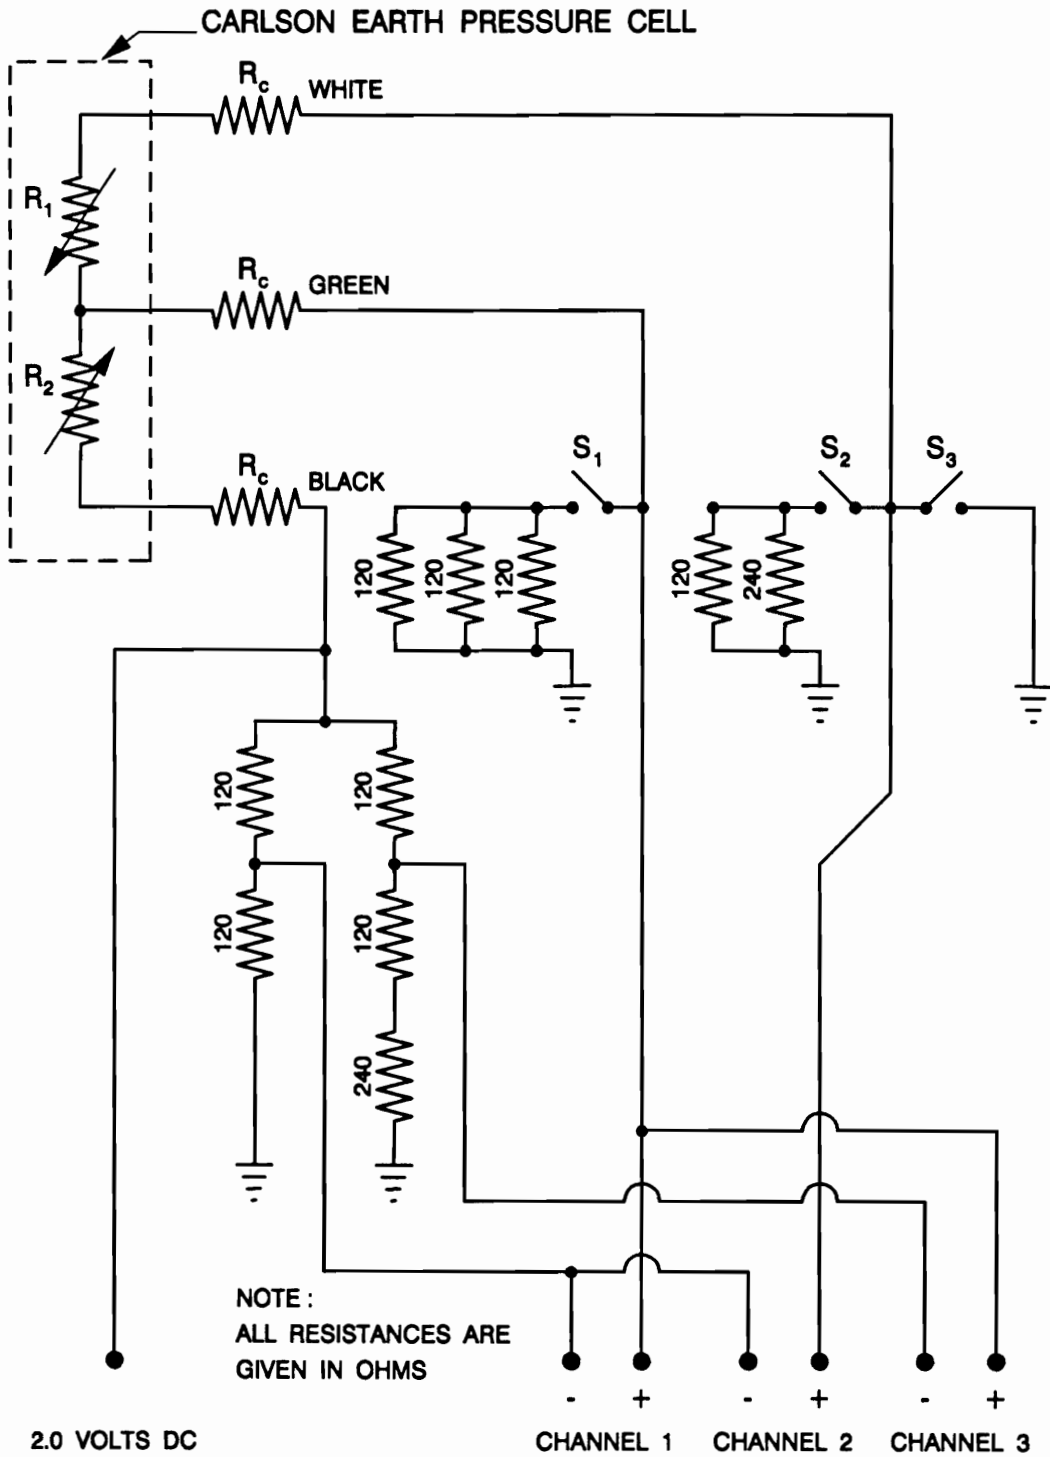 CARLSON EARTH PRESSURE CELL
Rc
WHITE
R1
Rc
GREEN
R2
Rc
BLACK
S1
S2
S3
120
120
120
120
240
120
120
120
120
240
NOTE :
ALL RESISTANCES ARE
GIVEN IN OHMS
- + - + - +
2.0 VOLTS DC
CHANNEL 1
CHANNEL 2
CHANNEL 3